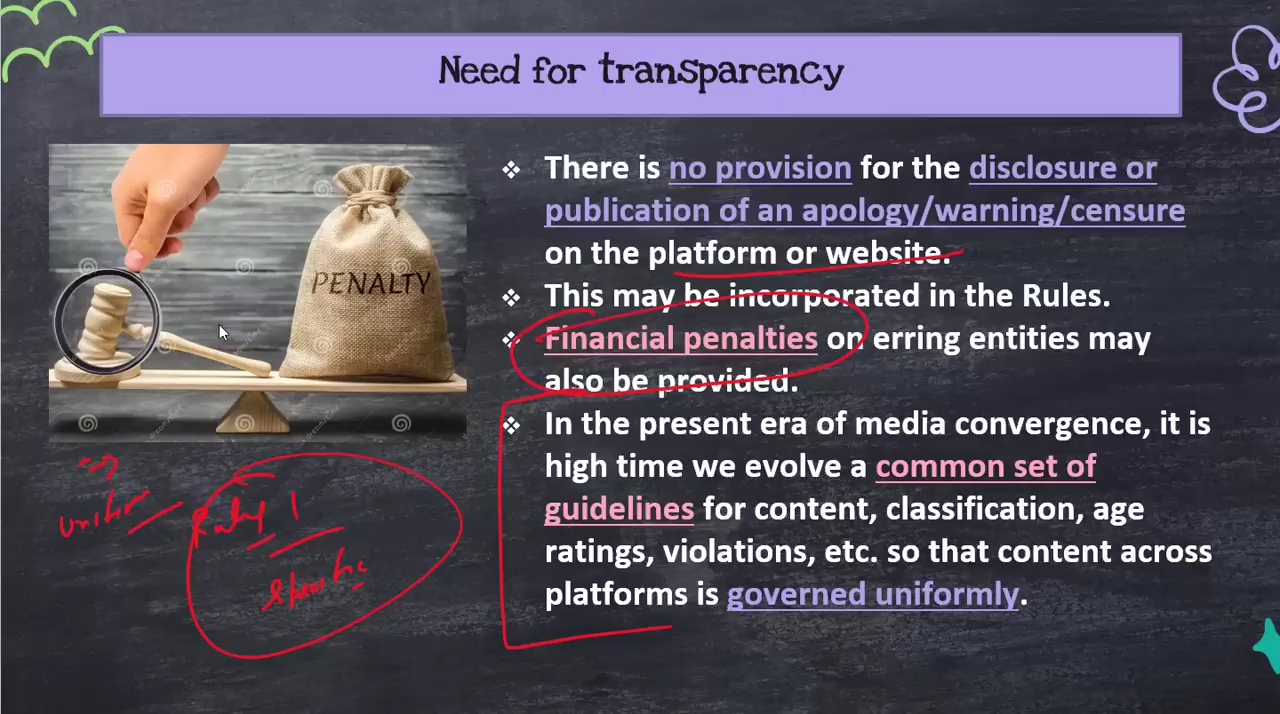 Need for transparency
PENALTY
❖ There is no provision for the disclosure or
publication of an apology/warning/censure
on the platform or website.
❖ This may be incorporated in the Rules.
❖ Financial penalties on erring entities may
also be provided.
❖ In the present era of media convergence, it is
high time we evolve a common set of
guidelines for content, classification, age
ratings, violations, etc. so that content across
platforms is governed uniformly.
Specific